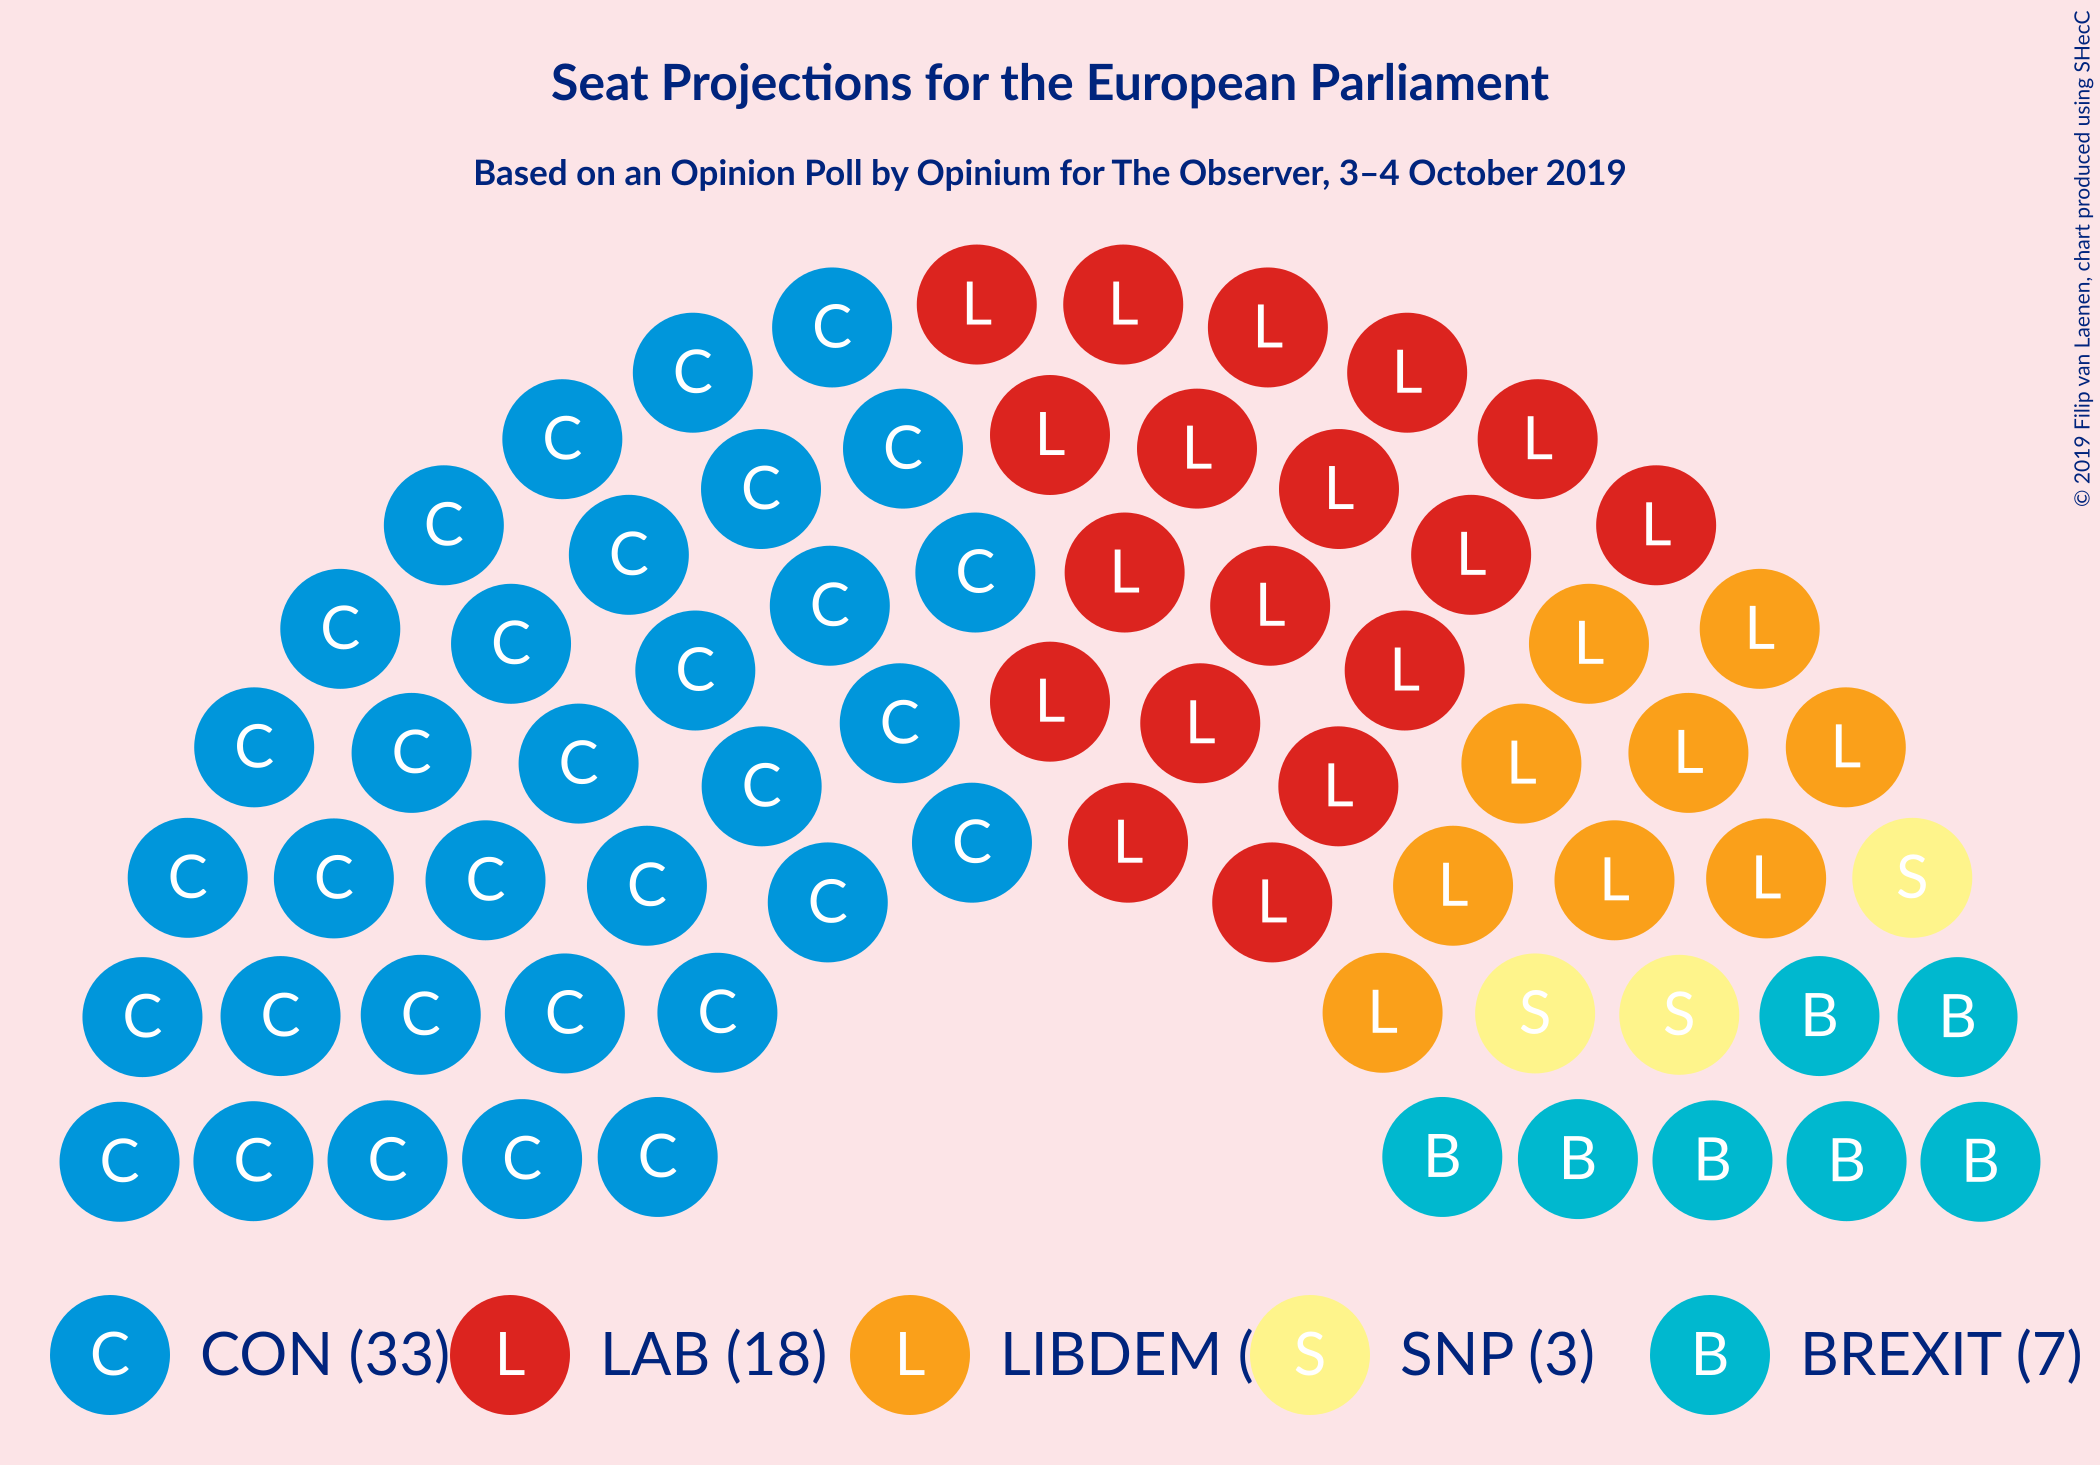 Seat Projections for the European Parliament
Based on an Opinion Poll by Opinium for The Observer, 3–4 October 2019
© 2019 Filip van Laenen, chart produced using SHecC
C L L L
C L
C C L L L
C L
C C C L L L
C C C L L L
C L L
C C C C C L L L L L
C C C C C C L L L L L S
C C C C C L S S B B
C C C C C B B B B B
C CON (33) L LAB (18) L LIBDEM ( S SNP (3) B BREXIT (7)